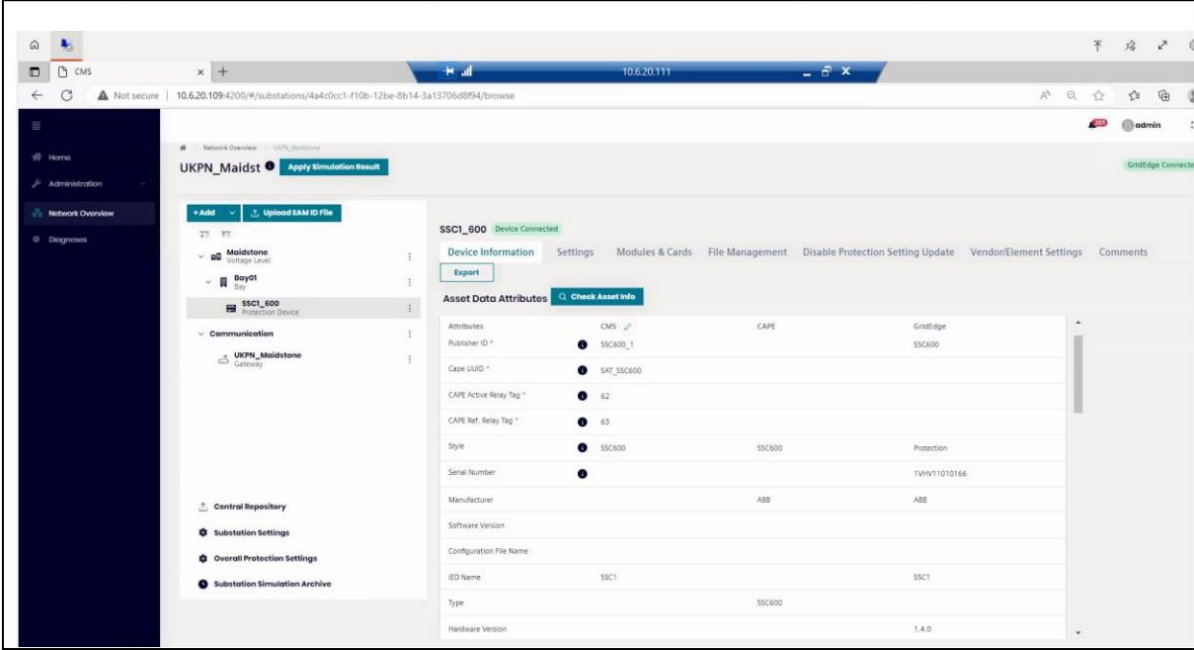 CMS
10.6.20.111
Not secure 10.6.20.109:4200/#/substations/4a4c0cc1-f10b-12be-8b14-3a13706d8f94/browse
admin
Network Overview UKPN_Maidstone
UKPN_Maidst Apply Simulation Result
GridEdge Connecte
Home
Administration
Network Overview
Diagnoses
+ Add Upload EAM ID File
Maidstone
Voltage Level
Bay01
Bay
SSC1_600
Protection Device
Communication
UKPN_Maidstone
Gateway
Central Repository
Substation Settings
Overall Protection Settings
Substation Simulation Archive
SSC1_600 Device Connected
Device Information Settings Modules & Cards File Management Disable Protection Setting Update Vendor/Element Settings Comments
Export
Asset Data Attributes Check Asset Info
Attributes CMS CAPE GridEdge
Publisher ID * SSC600_1 SSC600
Cape UUID * SAT_SSC600
CAPE Active Relay Tag * 62
CAPE Ref. Relay Tag * 63
Style SSC600 SSC600 Protection
Serial Number 1VHV11010166
Manufacturer ABB ABB
Software Version
Configuration File Name
IED Name SSC1 SSC1
Type SSC600
Hardware Version 1.4.0